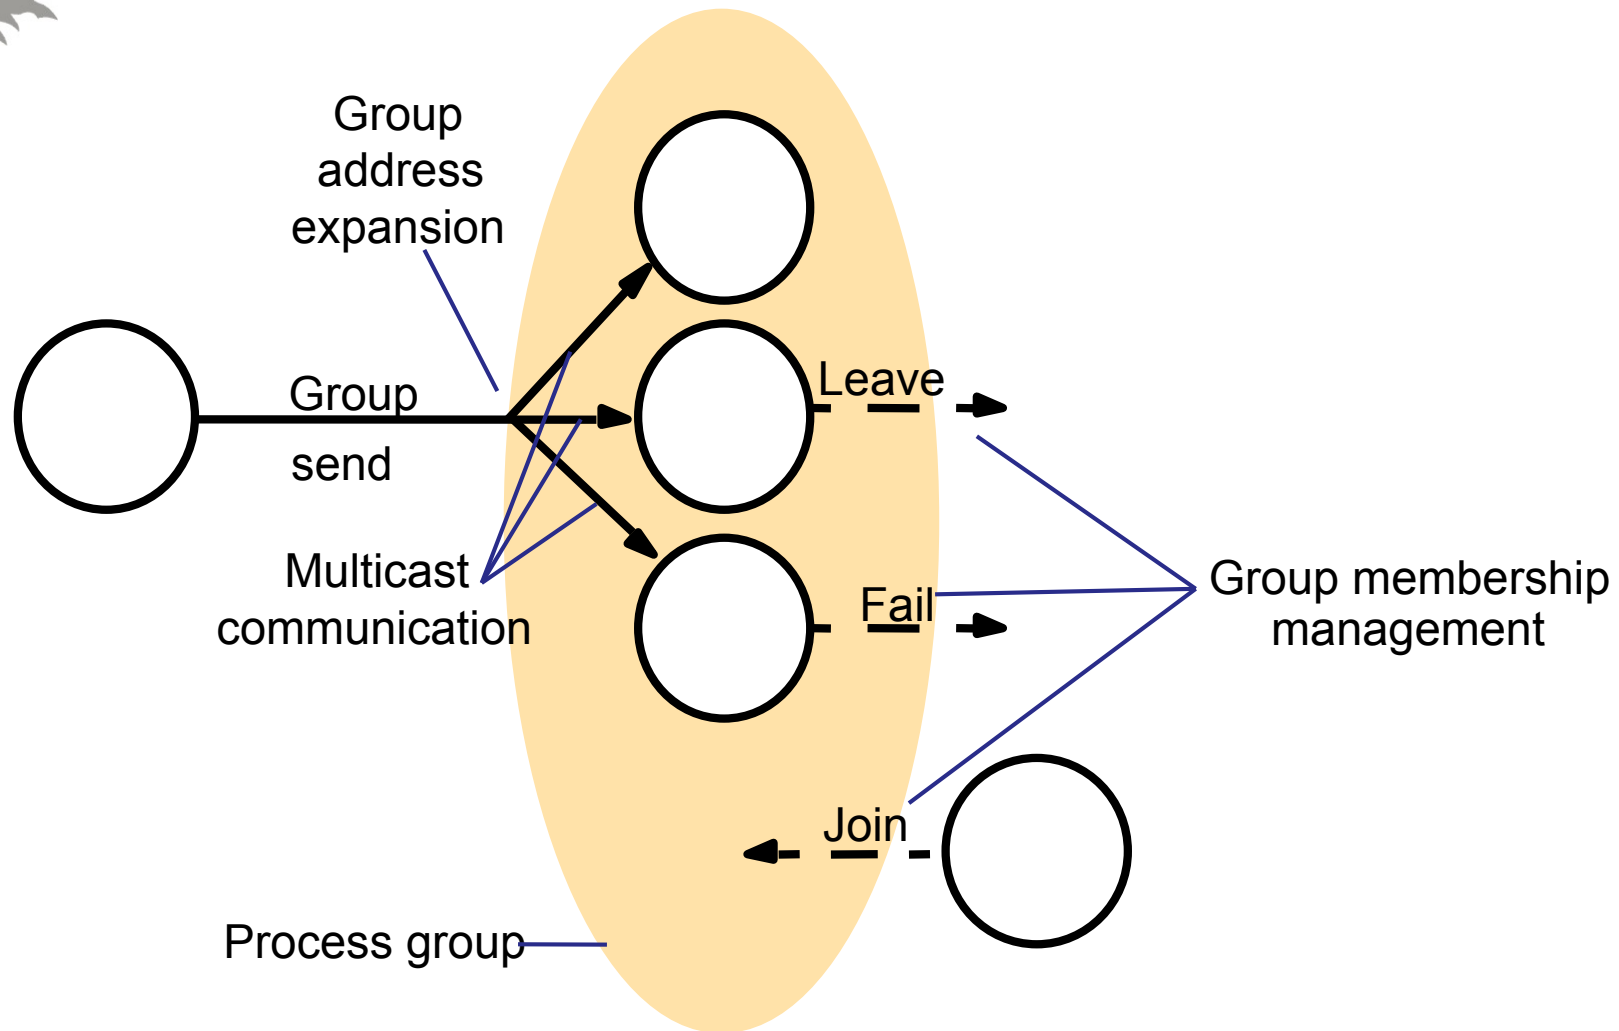 Group
address
expansion
Group
send
Leave
Multicast
communication
Fail
Group membership
management
Join
Process group